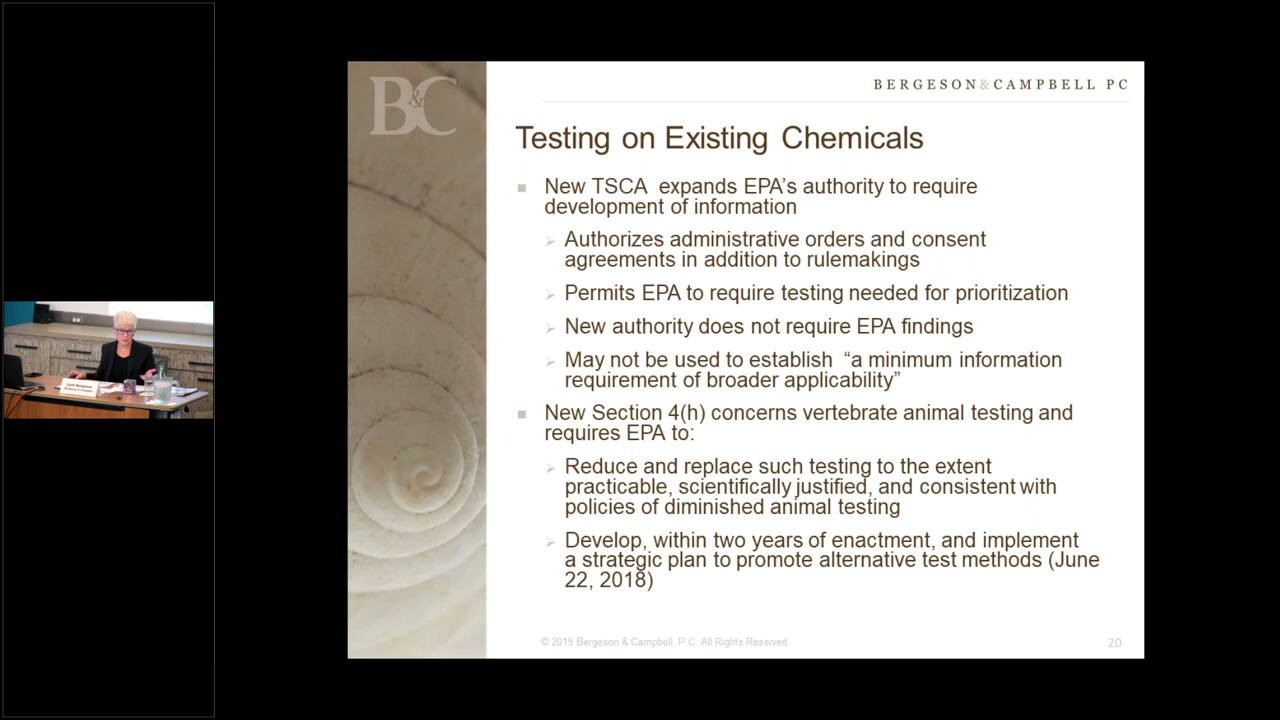 B&C
BERGESON&CAMPBELL PC
Testing on Existing Chemicals
New TSCA expands EPA's authority to require
development of information
Authorizes administrative orders and consent
agreements in addition to rulemakings
Permits EPA to require testing needed for prioritization
New authority does not require EPA findings
May not be used to establish “a minimum information
requirement of broader applicability”
New Section 4(h) concerns vertebrate animal testing and
requires EPA to:
Reduce and replace such testing to the extent
practicable, scientifically justified, and consistent with
policies of diminished animal testing
Develop, within two years of enactment, and implement
a strategic plan to promote alternative test methods (June
22, 2018)
© 2019 Bergeson & Campbell, P.C. All Rights Reserved.
20
Lynn Bergeson
Bergeson & Campbell